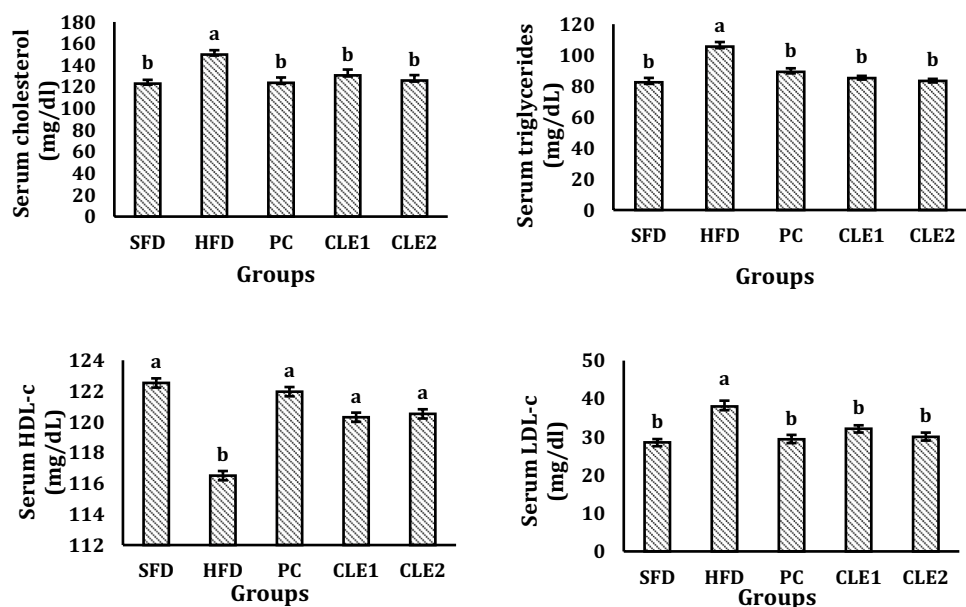 Serum cholesterol
(mg/dl)
180
160
140
120
100
80
60
40
20
0
b
a
b
b
b
SFD HFD PC CLE1 CLE2
Groups
Serum triglycerides
(mg/dL)
120
100
80
60
40
20
0
b
a
b
b
b
SFD HFD PC CLE1 CLE2
Groups
Serum HDL-c
(mg/dL)
124
122
120
118
116
114
112
a
b
a
a
a
SFD HFD PC CLE1 CLE2
Groups
Serum LDL-c
(mg/dl)
50
40
30
20
10
0
b
a
b
b
b
SFD HFD PC CLE1 CLE2
Groups